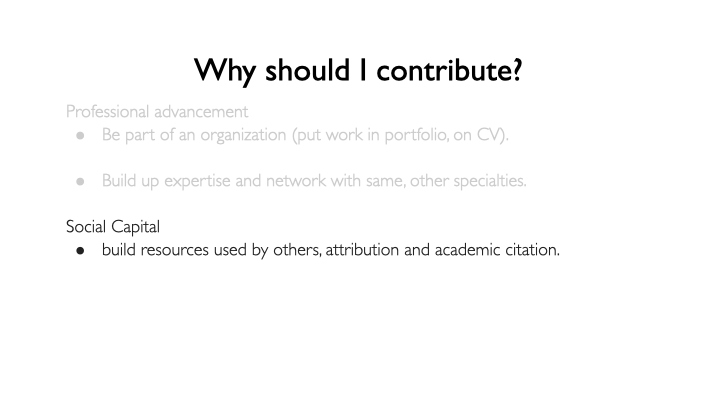 Why should I contribute?
Professional advancement
● Be part of an organization (put work in portfolio, on CV).
● Build up expertise and network with same, other specialties.
Social Capital
● build resources used by others, attribution and academic citation.